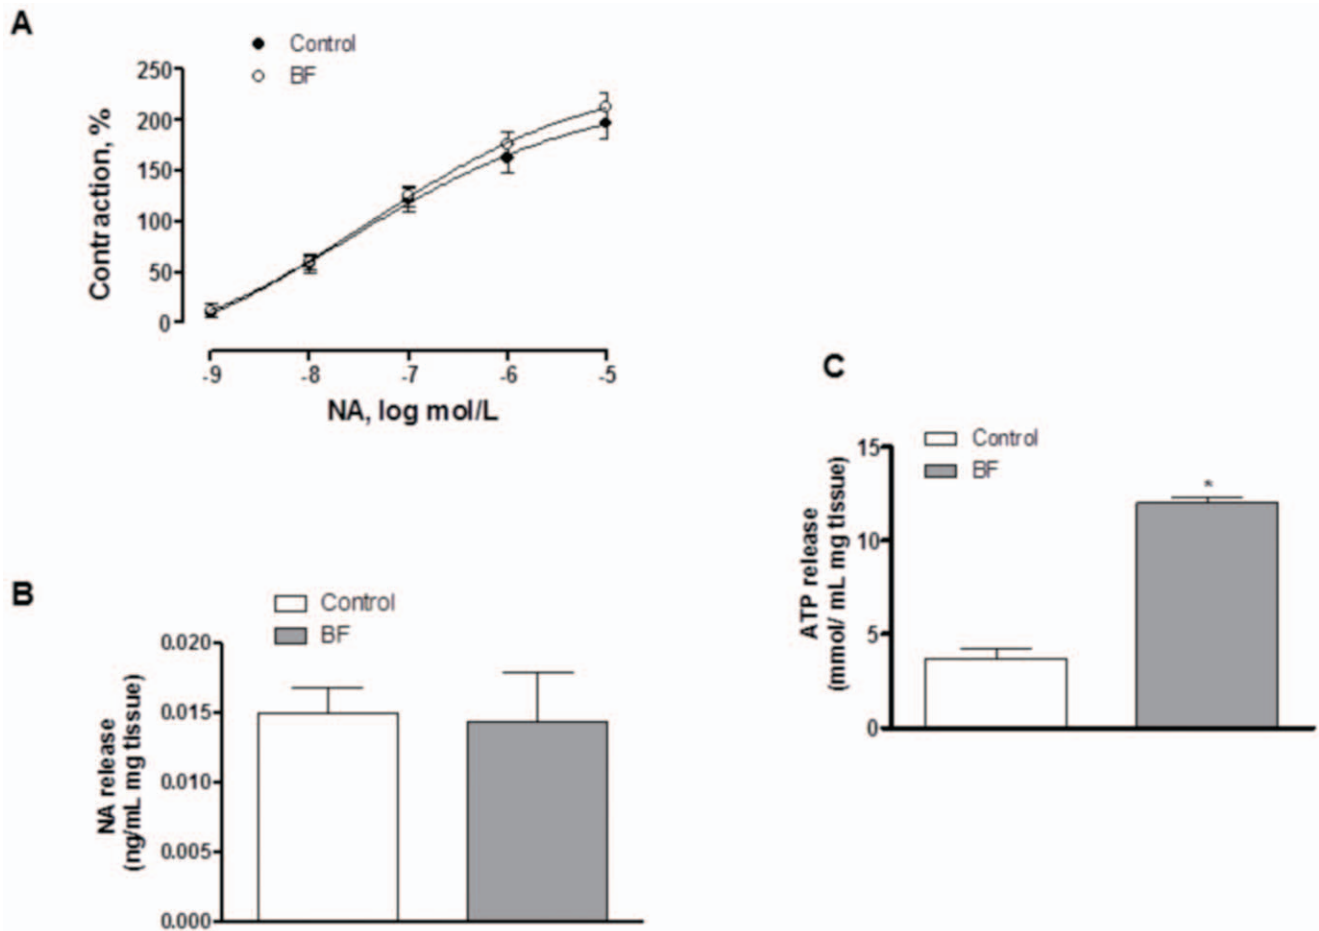 A
Control
BF
250
200
150
100
50
0
Contraction, %
-9 -8 -7 -6 -5
NA, log mol/L
C
Control
BF
15
10
5
0
ATP release
(mmol/ mL mg tissue)
*
B
Control
BF
0.020
0.015
0.010
0.005
0.000
NA release
(ng/mL mg tissue)